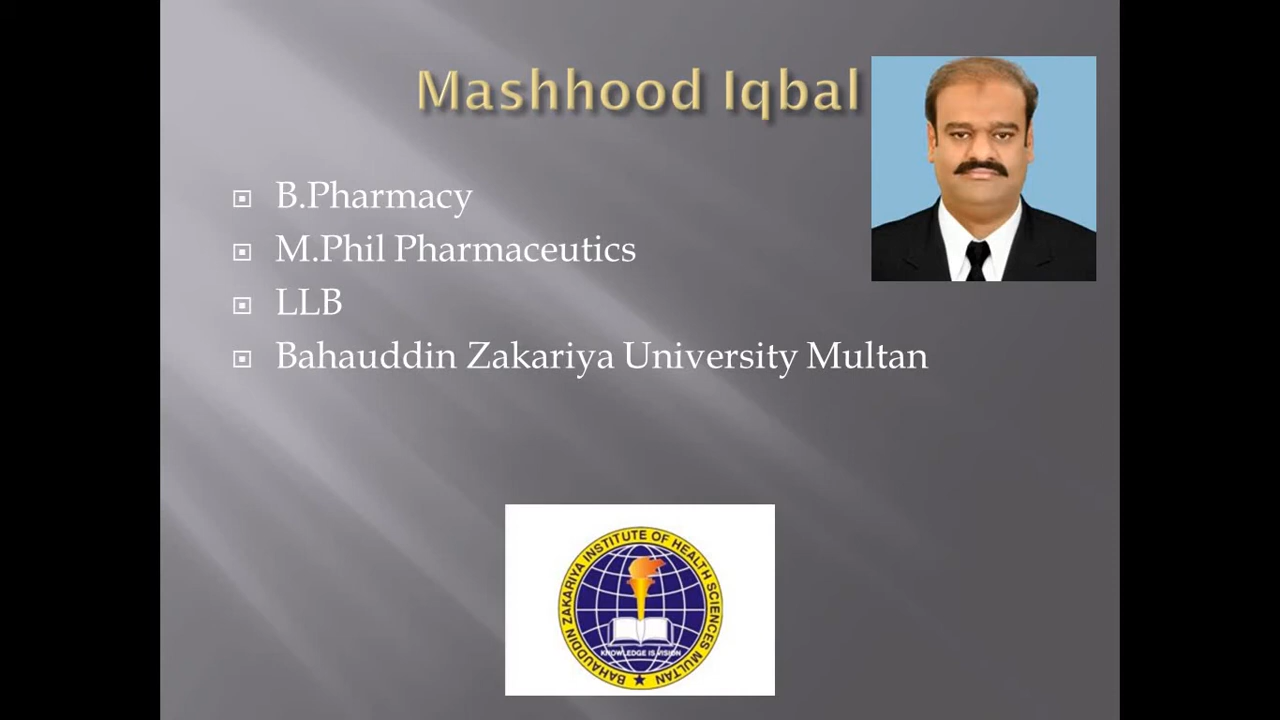 Mashhood Iqbal
B.Pharmacy
M.Phil Pharmaceutics
LLB
Bahauddin Zakariya University Multan
BAHAUDDIN ZAKARIYA INSTITUTE OF HEALTH SCIENCES MULTAN
KNOWLEDGE IS VISION